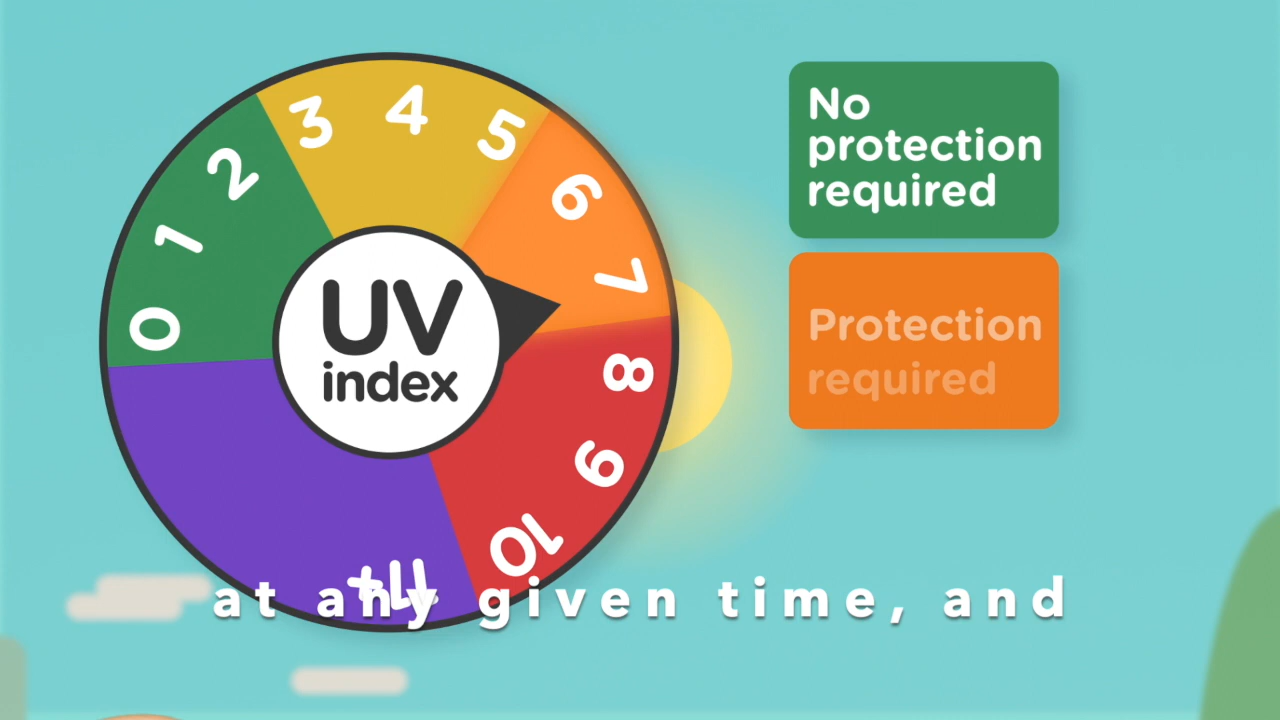 0
1
2
3
4
5
6
7
8
9
10
11+
UV
index
No
protection
required
Protection
required
at any given time, and